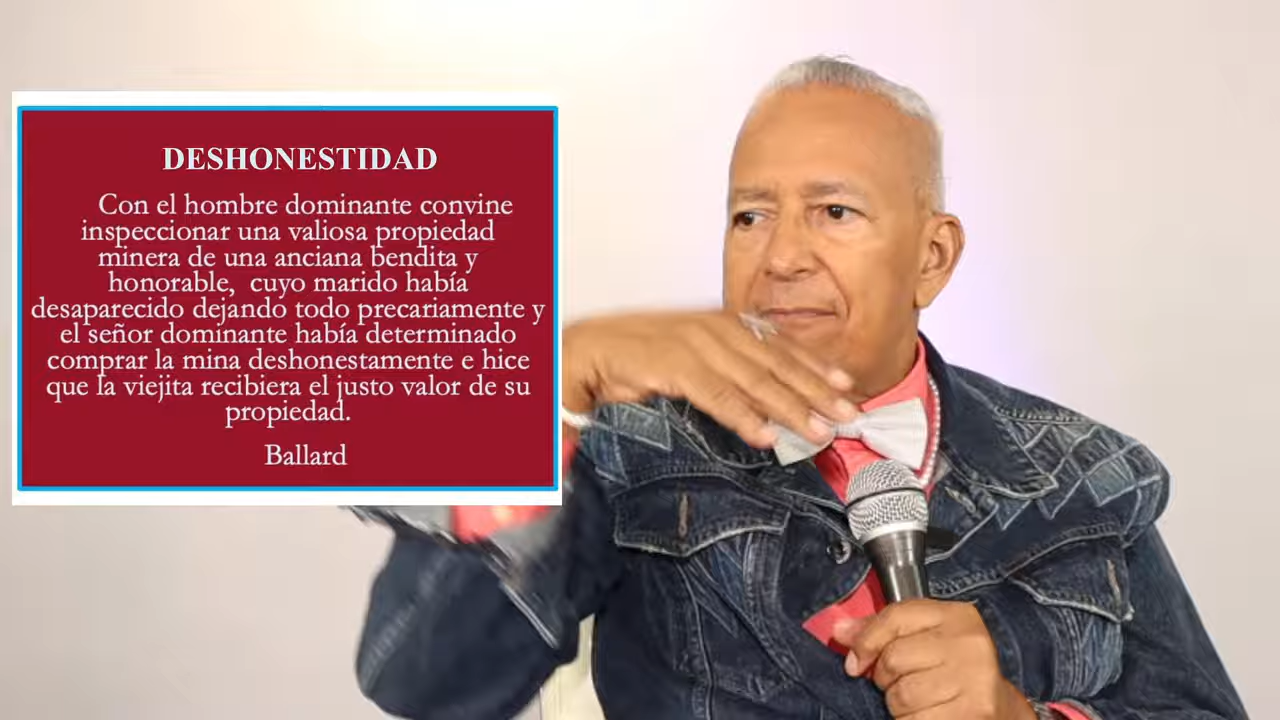 DESHONESTIDAD
Con el hombre dominante convine
inspeccionar una valiosa propiedad
minera de una anciana bendita y
honorable, cuyo marido había
desaparecido dejando todo precariamente y
el señor dominante había determinado
comprar la mina deshonestamente e hice
que la viejita recibiera el justo valor de su
propiedad.
Ballard